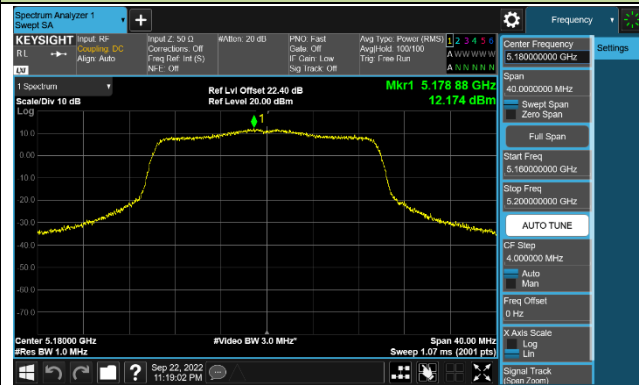 Spectrum Analyzer 1
Swept SA
Frequency
KEYSIGHT
RL
LXI
Input: RF
Coupling: DC
Align: Auto
Input Z: 50 Ω
Corrections: Off
Freq Ref: Int (S)
NFE: Off
#Atten: 20 dB
PNO: Fast
Gate: Off
IF Gain: Low
Sig Track: Off
Avg Type: Power (RMS)
Avg|Hold: 100/100
Trig: Free Run
1 2 3 4 5 6
A W W W W W
A N N N N N
1 Spectrum
Scale/Div 10 dB
Log
Ref Lvl Offset 22.40 dB
Ref Level 20.00 dBm
Mkr1 5.178 88 GHz
12.174 dBm
1
10.0
0.00
-10.0
-20.0
-30.0
-40.0
-50.0
-60.0
-70.0
Center 5.18000 GHz
#Res BW 1.0 MHz
#Video BW 3.0 MHz*
Span 40.00 MHz
Sweep 1.07 ms (2001 pts)
Sep 22, 2022
11:19:02 PM
Center Frequency
5.180000000 GHz
Settings
Span
40.0000000 MHz
Swept Span
Zero Span
Full Span
Start Freq
5.160000000 GHz
Stop Freq
5.200000000 GHz
AUTO TUNE
CF Step
4.000000 MHz
Auto
Man
Freq Offset
0 Hz
X Axis Scale
Log
Lin
Signal Track
(Span Zoom)